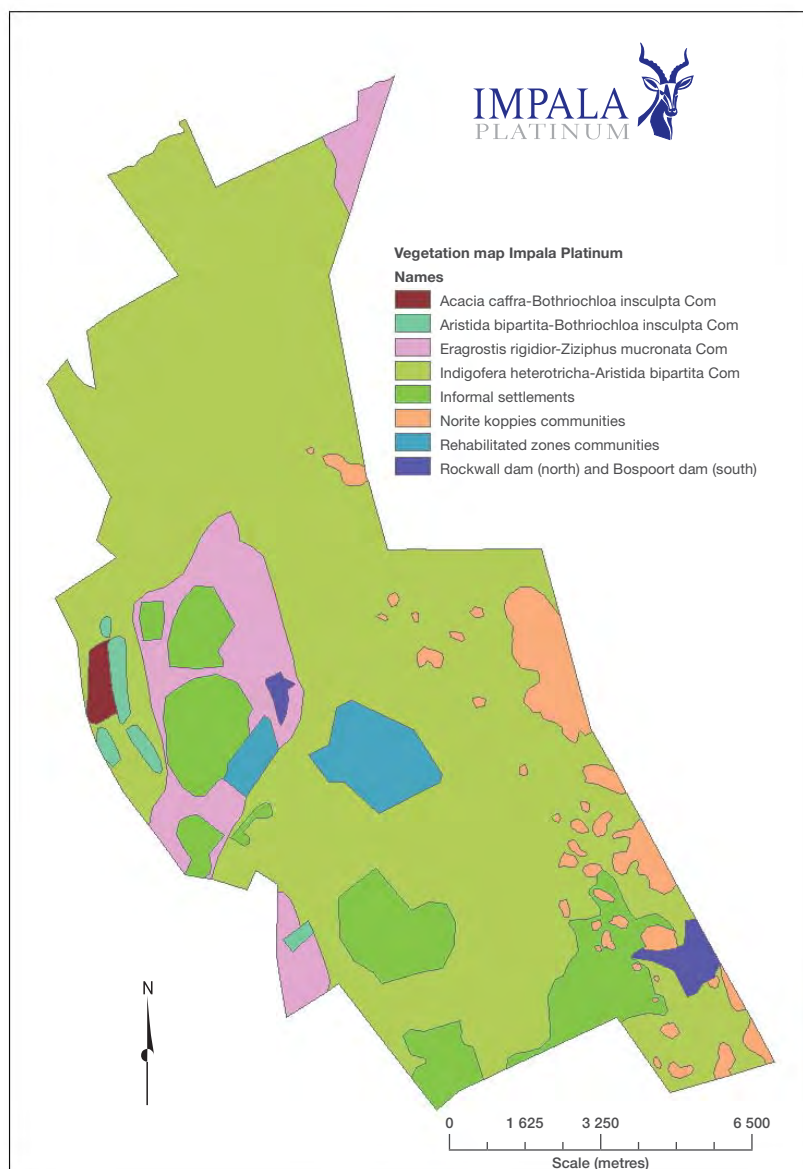 IMPALA
PLATINUM
Vegetation map Impala Platinum
Names
Acacia caffra-Bothriochloa insculpta Com
Aristida bipartita-Bothriochloa insculpta Com
Eragrostis rigidior-Ziziphus mucronata Com
Indigofera heterotricha-Aristida bipartita Com
Informal settlements
Norite koppies communities
Rehabilitated zones communities
Rockwall dam (north) and Bospoort dam (south)
N
0 1 625 3 250 6 500
Scale (metres)